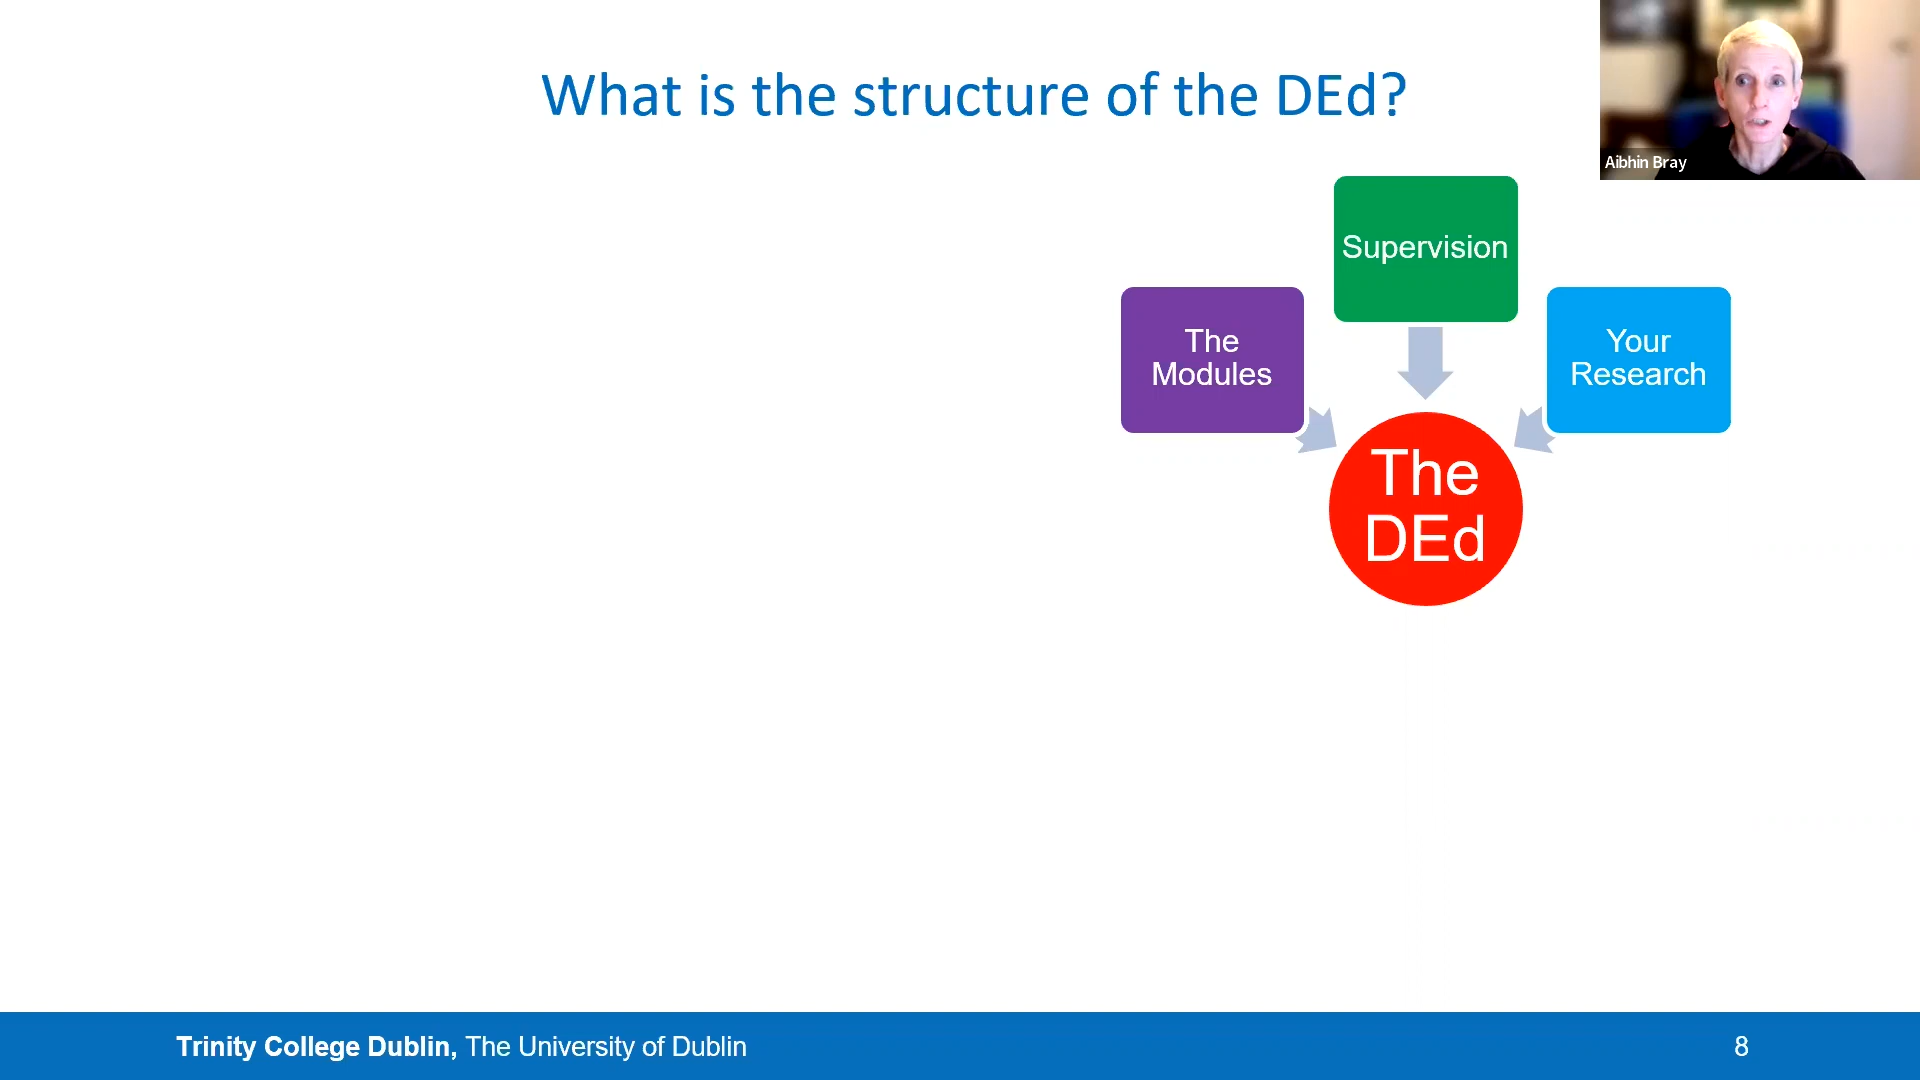 What is the structure of the DEd?
Aibhin Bray
Supervision
The
Modules
Your
Research
The
DEd
Trinity College Dublin, The University of Dublin
8